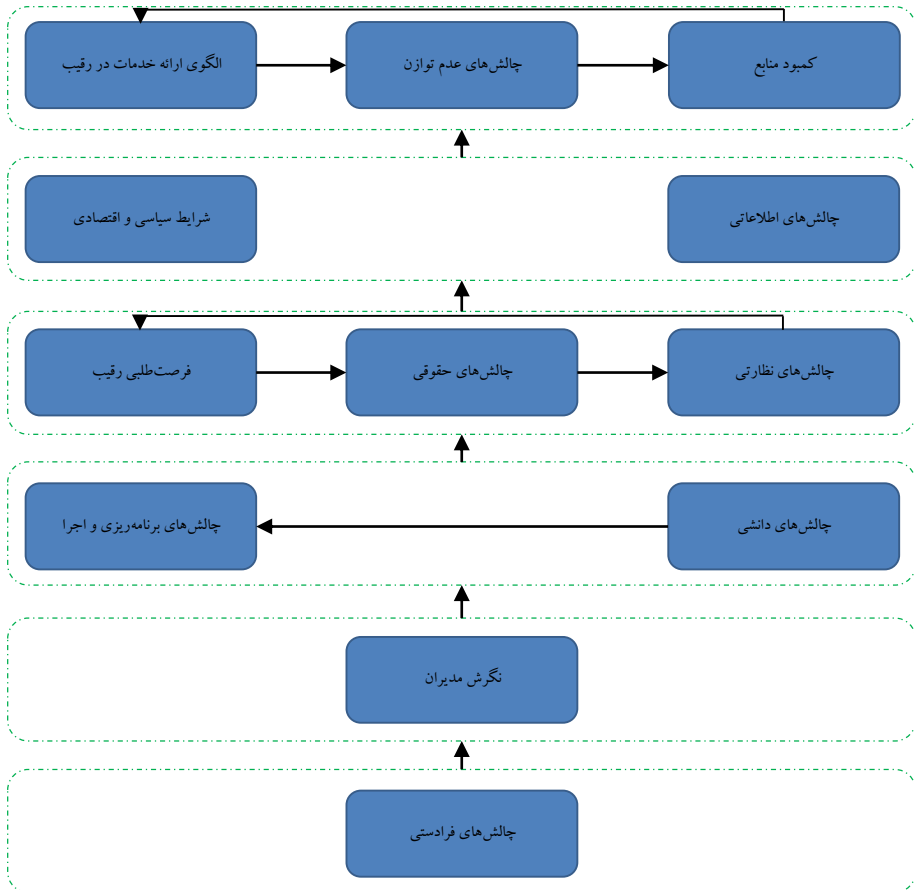 کمبود منابع
چالش‌های عدم توازن
الگوی ارائه خدمات در رقیب
چالش‌های اطلاعاتی
شرایط سیاسی و اقتصادی
چالش‌های نظارتی
چالش‌های حقوقی
فرصت‌طلبی رقیب
چالش‌های دانشی
چالش‌های برنامه‌ریزی و اجرا
نگرش مدیران
چالش‌های فرادستی